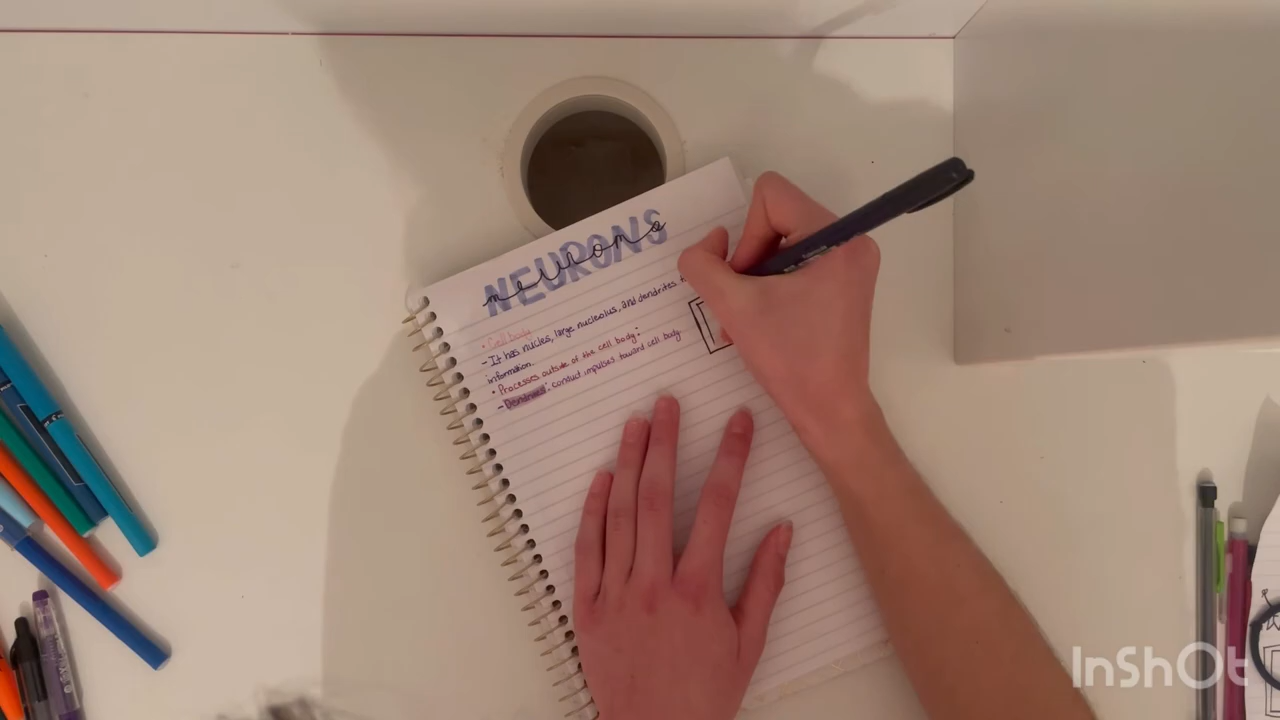 NEURONS
neurons
• Cell body
- It has nucles, large nucleolus, and dendrites
information.
• Processes outside of the cell body:
- Dendrites: conduct impulses toward cell body
InShOt